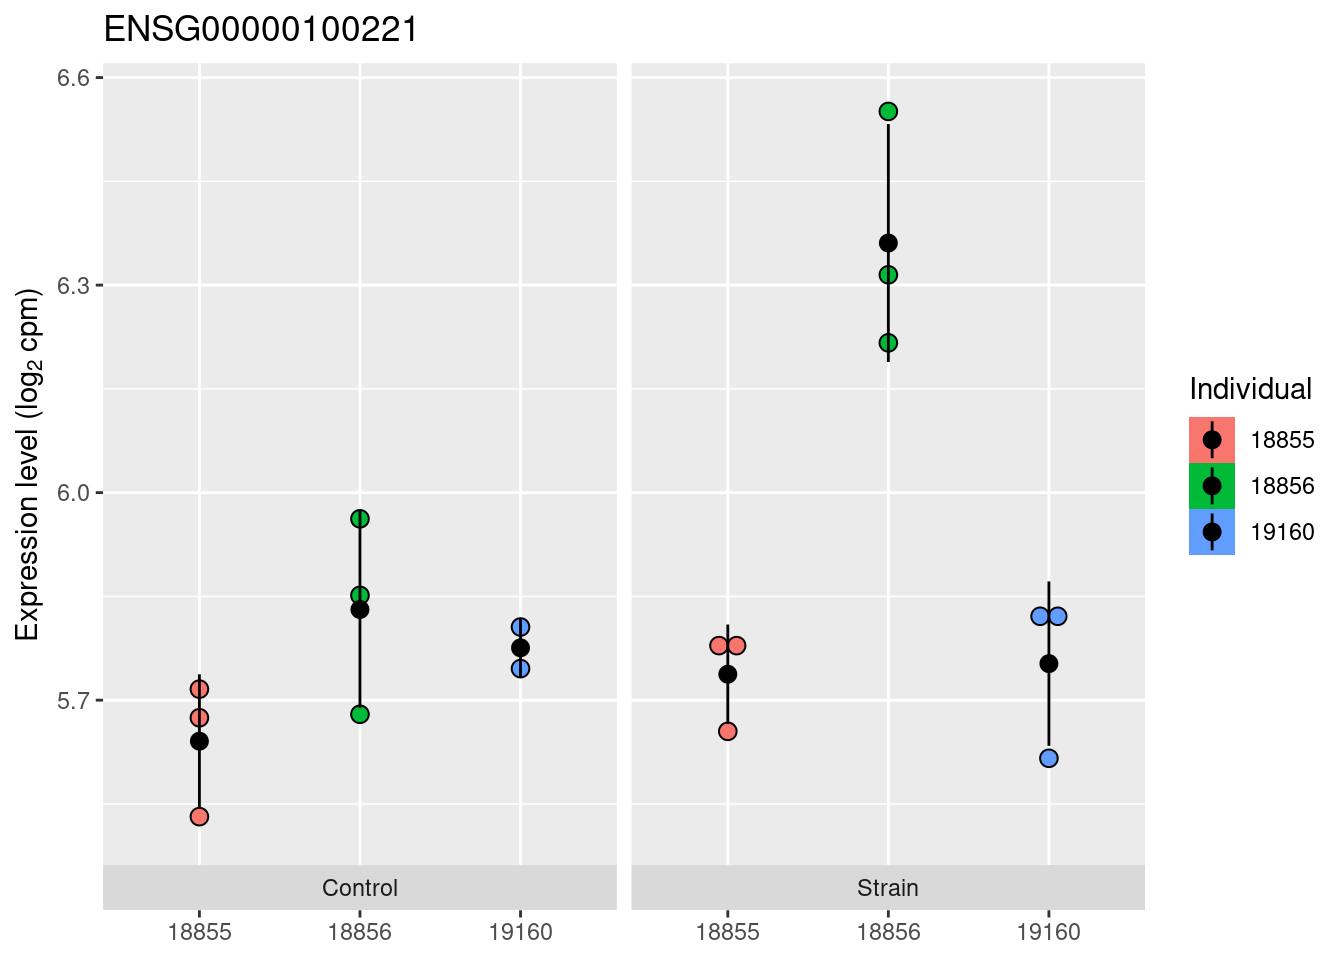 ENSG00000100221
Expression level (log₂ cpm)
6.6
6.3
6.0
5.7
Control
Strain
18855
18856
19160
18855
18856
19160
Individual
18855
18856
19160